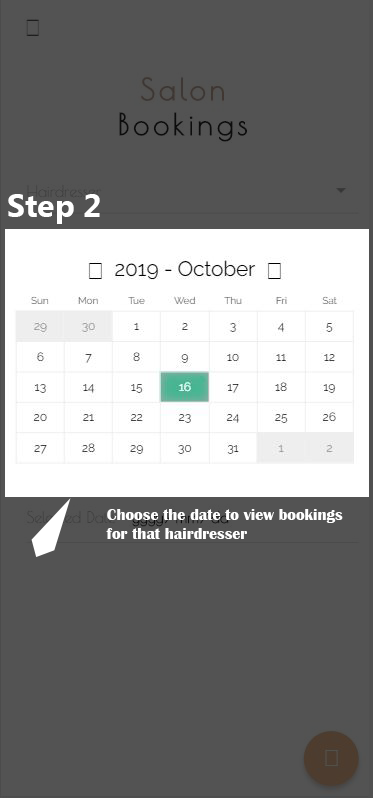 Salon
Bookings
Hairdresser
Step 2
2019 - October
Sun Mon Tue Wed Thu Fri Sat
29 30 1 2 3 4 5
6 7 8 9 10 11 12
13 14 15 16 17 18 19
20 21 22 23 24 25 26
27 28 29 30 31 1 2
Choose the date to view bookings
for that hairdresser